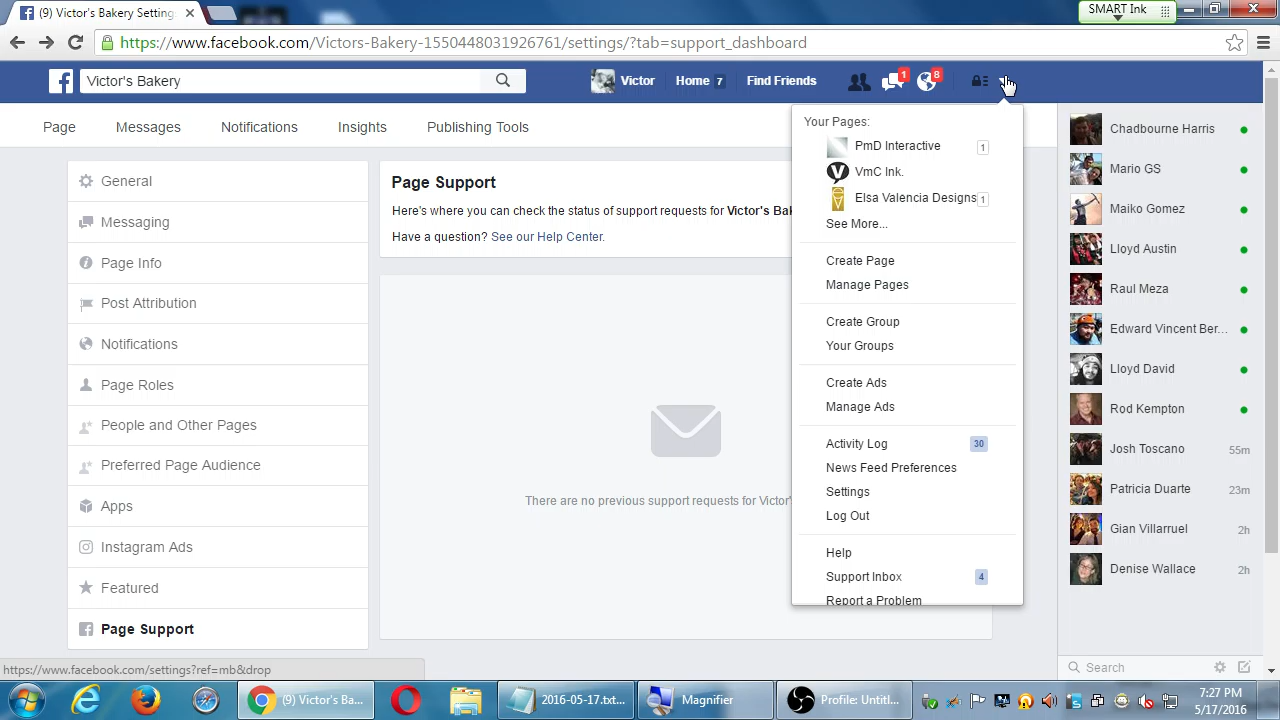 (9) Victor's Bakery Setting
SMART Ink
https://www.facebook.com/Victors-Bakery-1550448031926761/settings/?tab=support_dashboard
Victor's Bakery
Victor
Home 7
Find Friends
1
8
Page
Messages
Notifications
Insights
Publishing Tools
General
Messaging
Page Info
Post Attribution
Notifications
Page Roles
People and Other Pages
Preferred Page Audience
Apps
Instagram Ads
Featured
Page Support
Page Support
Here's where you can check the status of support requests for Victor's Ba
Have a question? See our Help Center.
There are no previous support requests for Victor'
Your Pages:
PmD Interactive 1
VmC Ink.
Elsa Valencia Designs 1
See More...
Create Page
Manage Pages
Create Group
Your Groups
Create Ads
Manage Ads
Activity Log 30
News Feed Preferences
Settings
Log Out
Help
Support Inbox 4
Report a Problem
Chadbourne Harris
Mario GS
Maiko Gomez
Lloyd Austin
Raul Meza
Edward Vincent Ber...
Lloyd David
Rod Kempton
Josh Toscano 55m
Patricia Duarte 23m
Gian Villarruel 2h
Denise Wallace 2h
Search
https://www.facebook.com/settings?ref=mb&drop
(9) Victor's Ba...
2016-05-17.txt...
Magnifier
Profile: Untitl...
7:27 PM
5/17/2016